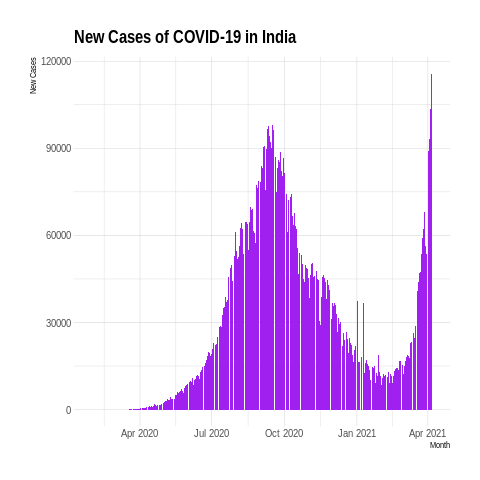 New Cases of COVID-19 in India
New Cases
120000
90000
60000
30000
0
Apr 2020 Jul 2020 Oct 2020 Jan 2021 Apr 2021
Month